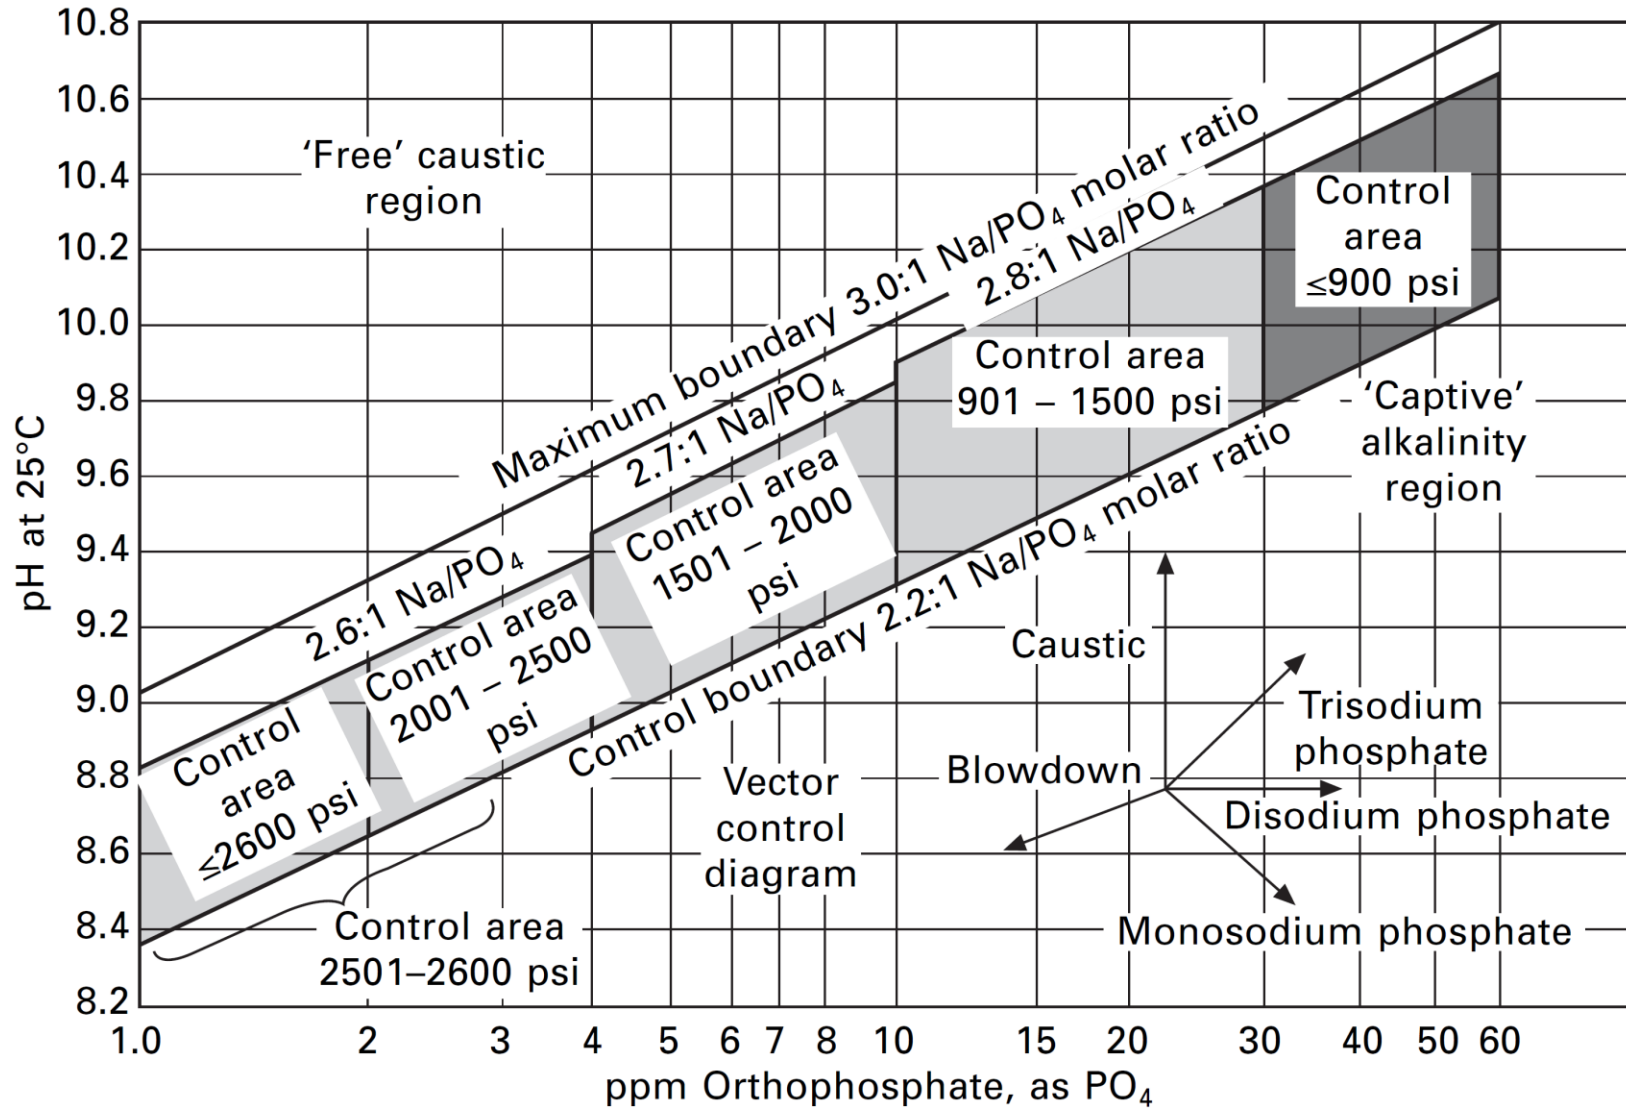 10.8
10.6
10.4
10.2
10.0
9.8
9.6
9.4
9.2
9.0
8.8
8.6
8.4
8.2
pH at 25°C
1.0 2 3 4 5 6 7 8 10 15 20 30 40 50 60
ppm Orthophosphate, as PO4
‘Free’ caustic
region
Maximum boundary 3.0:1 Na/PO4 molar ratio
2.8:1 Na/PO4
2.7:1 Na/PO4
2.6:1 Na/PO4
Control
area
≤900 psi
Control area
901 – 1500 psi
Control area
1501 – 2000
psi
Control area
2001 – 2500
psi
Control
area
≤2600 psi
Control boundary 2.2:1 Na/PO4 molar ratio
‘Captive’
alkalinity
region
Control area
2501–2600 psi
Vector
control
diagram
Caustic
Trisodium
phosphate
Blowdown
Disodium phosphate
Monosodium phosphate